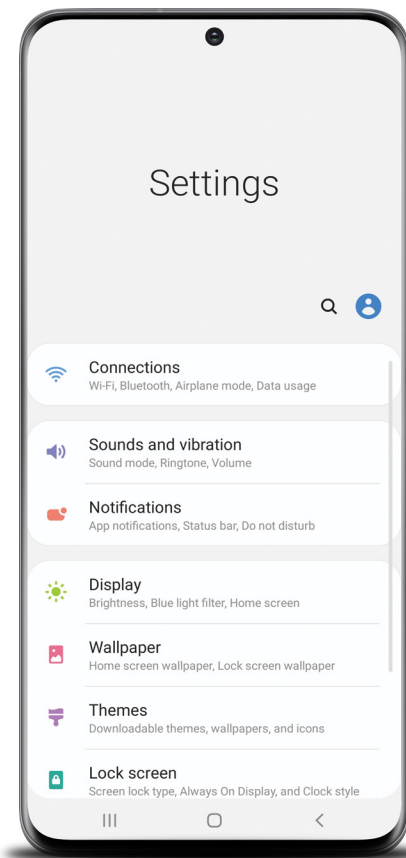 Settings
Connections
Wi-Fi, Bluetooth, Airplane mode, Data usage
Sounds and vibration
Sound mode, Ringtone, Volume
Notifications
App notifications, Status bar, Do not disturb
Display
Brightness, Blue light filter, Home screen
Wallpaper
Home screen wallpaper, Lock screen wallpaper
Themes
Downloadable themes, wallpapers, and icons
Lock screen
Screen lock type, Always On Display, and Clock style